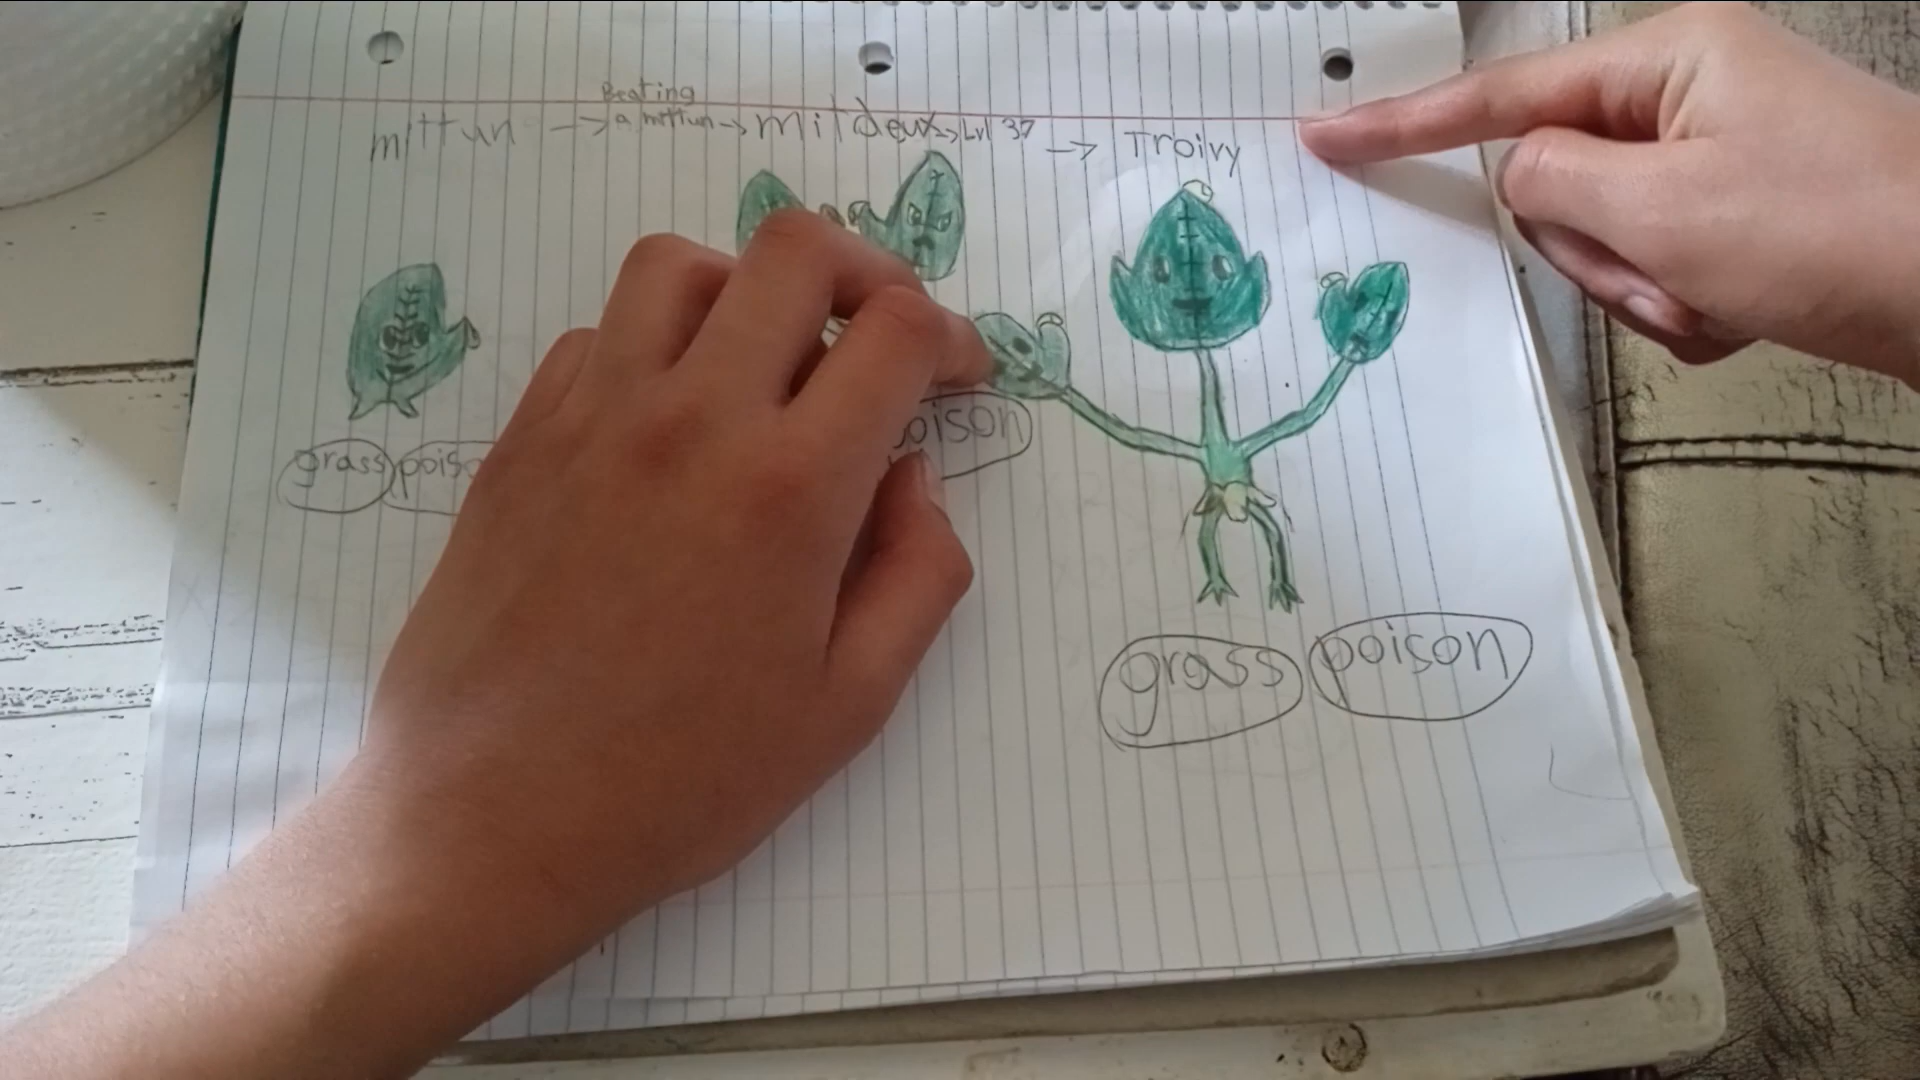 Beating
mittun -> a mittun -> mildeux -> Lvl 37 -> Troivy
grass poison
grass poison